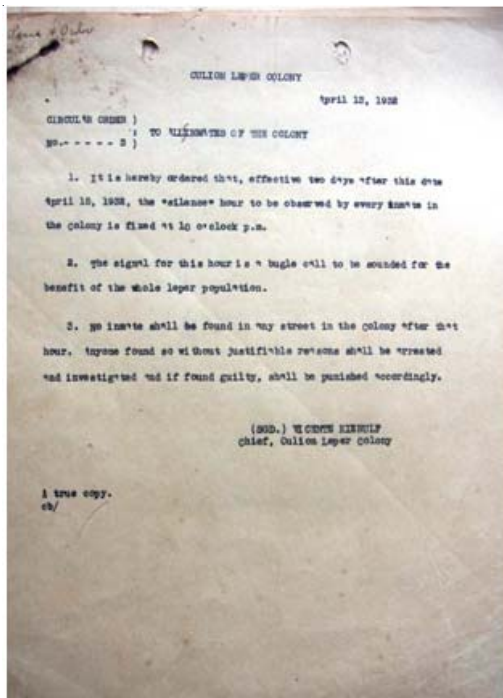 CULION LEPER COLONY
April 13, 1932
CIRCULAR ORDER )
: TO ALL INMATES OF THE COLONY
No.- - - - - 3 )
1. It is hereby ordered that, effective two days after this date
April 15, 1932, the "silence" hour to be observed by every inmate in
the colony is fixed at 10 o'clock p.m.
2. The signal for this hour is a bugle call to be sounded for the
benefit of the whole leper population.
3. No inmate shall be found in any street in the colony after that
hour. Anyone found so without justifiable reasons shall be arrested
and investigated and if found guilty, shall be punished accordingly.
(SGD.) VICENTE KIERULF
Chief, Culion Leper Colony
A true copy.
cb/